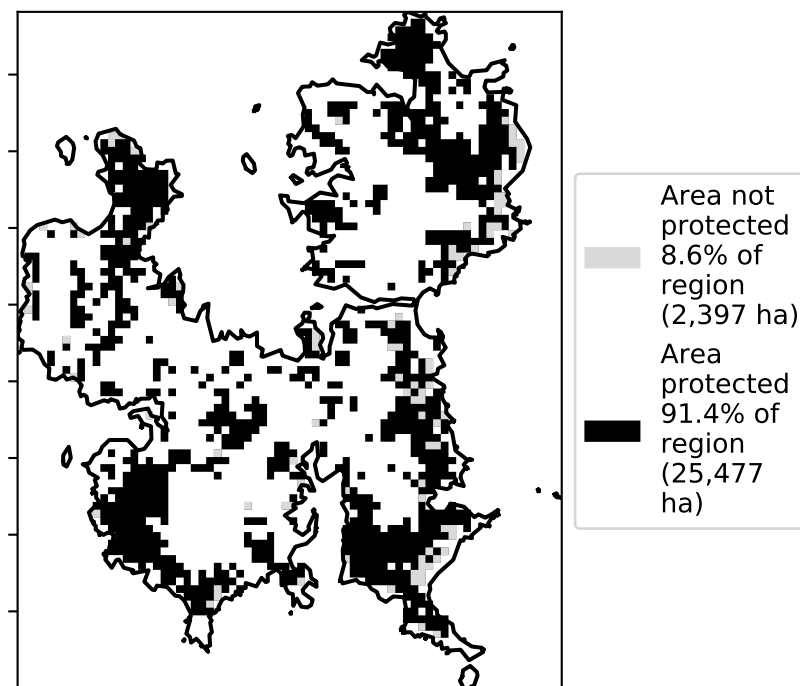 Area not
protected
8.6% of
region
(2,397 ha)
Area
protected
91.4% of
region
(25,477
ha)